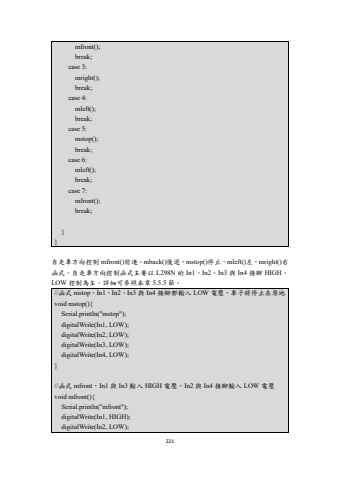 mfront();
break;
case 3:
mright();
break;
case 4:
mleft();
break;
case 5:
mstop();
break;
case 6:
mleft();
break;
case 7:
mfront();
break;
}
}
自走車方向控制 mfront()前進、mback()後退、mstop()停止、mleft()左、mright()右
函式。自走車方向控制函式主要以 L298N 的 In1、In2、In3 與 In4 接腳 HIGH、
LOW 控制為主。詳細可參照本章 5.5.5 節。
//函式 mstop，In1、In2、In3 與 In4 接腳都輸入 LOW 電壓，車子將停止在原地
void mstop(){
Serial.println("mstop");
digitalWrite(In1, LOW);
digitalWrite(In2, LOW);
digitalWrite(In3, LOW);
digitalWrite(In4, LOW);
}
//函式 mfront，In1 與 In3 輸入 HIGH 電壓，In2 與 In4 接腳輸入 LOW 電壓
void mfront(){
Serial.println("mfront");
digitalWrite(In1, HIGH);
digitalWrite(In2, LOW);
221